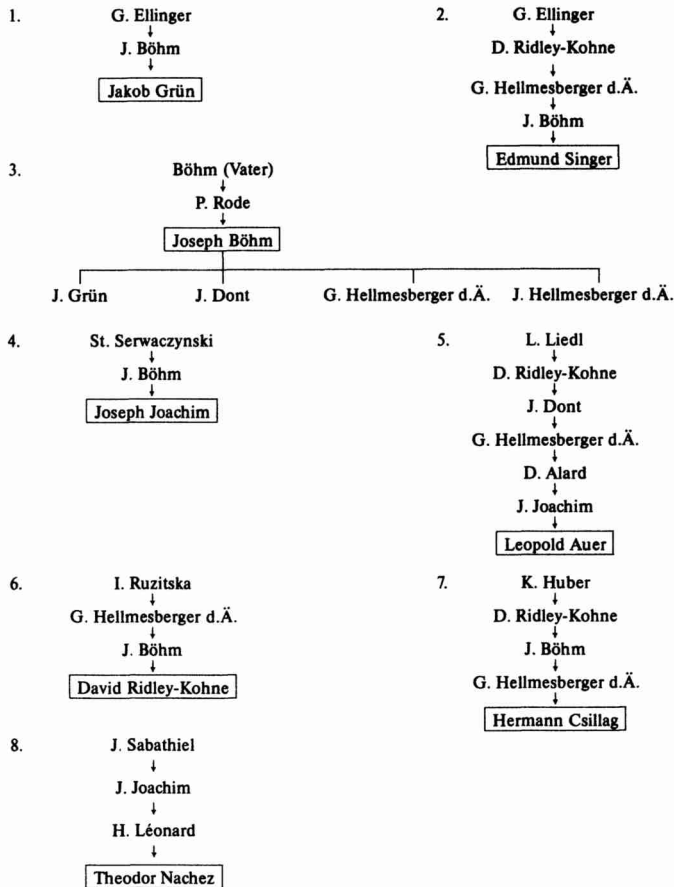 1.
G. Ellinger
J. Böhm
Jakob Grün
2.
G. Ellinger
D. Ridley-Kohne
G. Hellmesberger d.Ä.
J. Böhm
Edmund Singer
3.
Böhm (Vater)
P. Rode
Joseph Böhm
J. Grün J. Dont G. Hellmesberger d.Ä. J. Hellmesberger d.Ä.
4.
St. Serwaczynski
J. Böhm
Joseph Joachim
5.
L. Liedl
D. Ridley-Kohne
J. Dont
G. Hellmesberger d.Ä.
D. Alard
J. Joachim
Leopold Auer
6.
I. Ruzitska
G. Hellmesberger d.Ä.
J. Böhm
David Ridley-Kohne
7.
K. Huber
D. Ridley-Kohne
J. Böhm
G. Hellmesberger d.Ä.
Hermann Csillag
8.
J. Sabathiel
J. Joachim
H. Léonard
Theodor Nachez